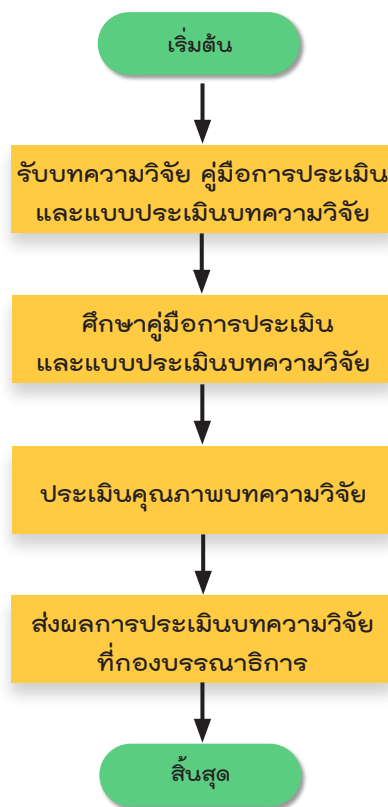 เริ่มต้น
รับบทความวิจัย คู่มือการประเมิน
และแบบประเมินบทความวิจัย
ศึกษาคู่มือการประเมิน
และแบบประเมินบทความวิจัย
ประเมินคุณภาพบทความวิจัย
ส่งผลการประเมินบทความวิจัย
ที่กองบรรณาธิการ
สิ้นสุด